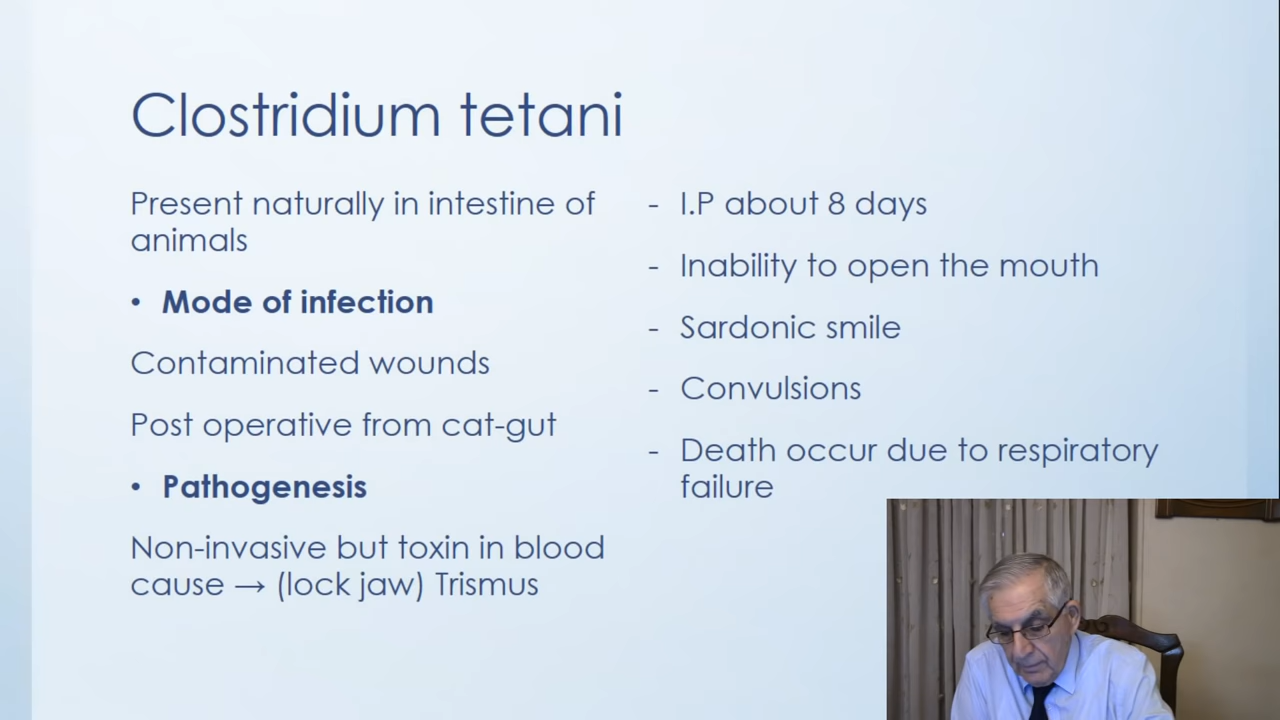 Clostridium tetani
Present naturally in intestine of
animals
• Mode of infection
Contaminated wounds
Post operative from cat-gut
• Pathogenesis
Non-invasive but toxin in blood
cause → (lock jaw) Trismus
- I.P about 8 days
- Inability to open the mouth
- Sardonic smile
- Convulsions
- Death occur due to respiratory
failure